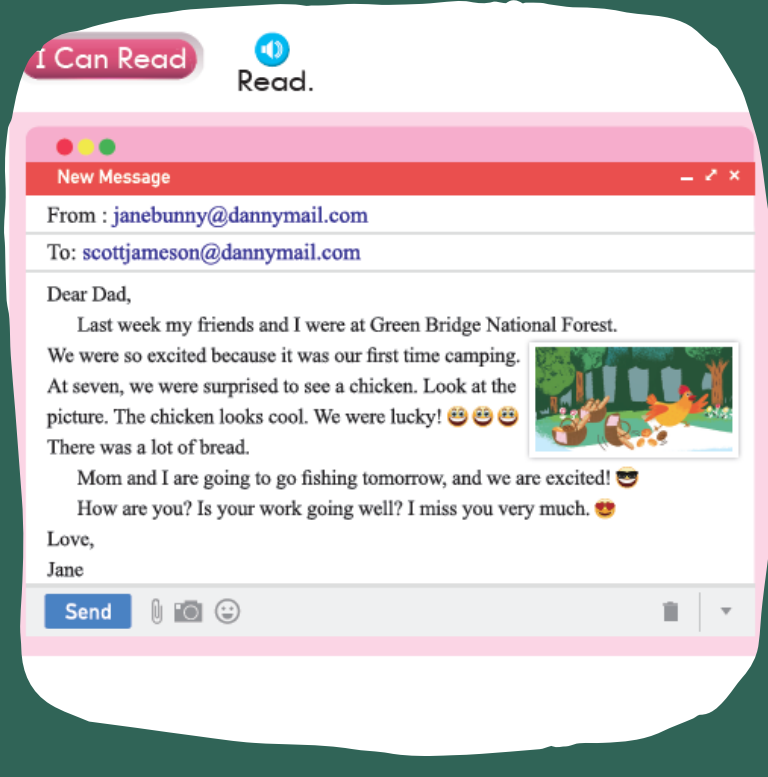 I Can Read
Read.
New Message
From : janebunny@dannymail.com
To: scottjameson@dannymail.com
Dear Dad,
Last week my friends and I were at Green Bridge National Forest.
We were so excited because it was our first time camping.
At seven, we were surprised to see a chicken. Look at the
picture. The chicken looks cool. We were lucky! 😄 😄 😄
There was a lot of bread.
Mom and I are going to go fishing tomorrow, and we are excited! 😎
How are you? Is your work going well? I miss you very much. 😍
Love,
Jane
Send